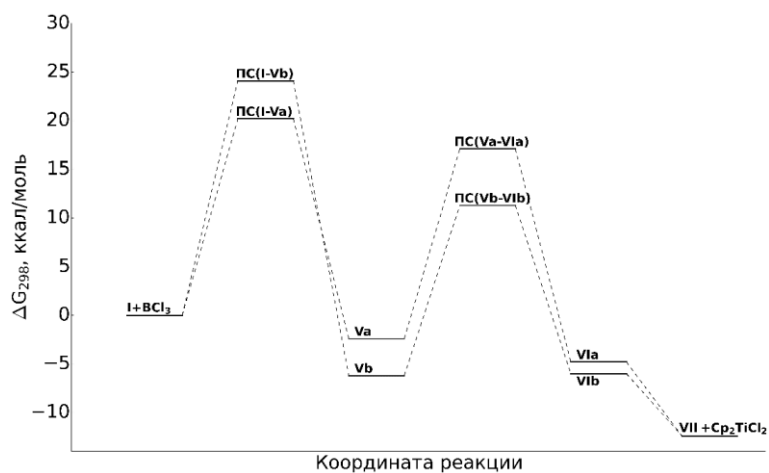 30
25
20
15
10
5
0
−5
−10
ΔG₂₉₈, ккал/моль
I+BCl₃
ПС(I-Vb)
ПС(I-Va)
Va
Vb
ПС(Va-VIa)
ПС(Vb-VIb)
VIa
VIb
VII +Cp₂TiCl₂
Координата реакции